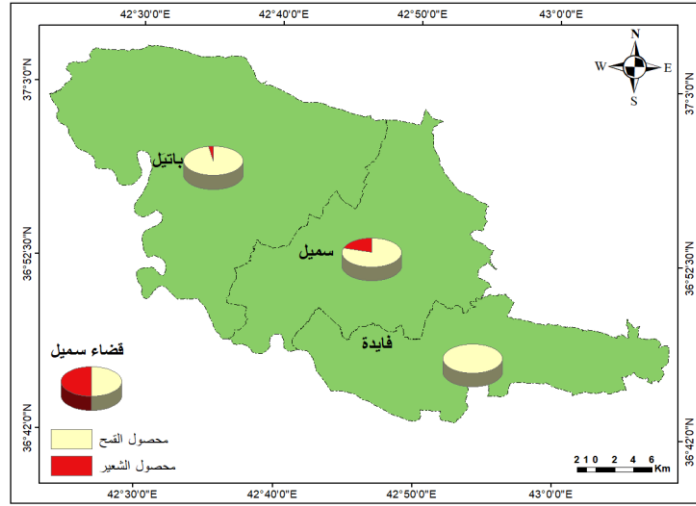 42°30'0"E 42°40'0"E 42°50'0"E 43°0'0"E
N
W E
S
37°3'0"N 37°3'0"N
باتيل
سميل
36°52'30"N 36°52'30"N
فايدة
قضاء سميل
محصول القمح
محصول الشعير
36°42'0"N 36°42'0"N
2 1 0 2 4 6
Km
42°30'0"E 42°40'0"E 42°50'0"E 43°0'0"E